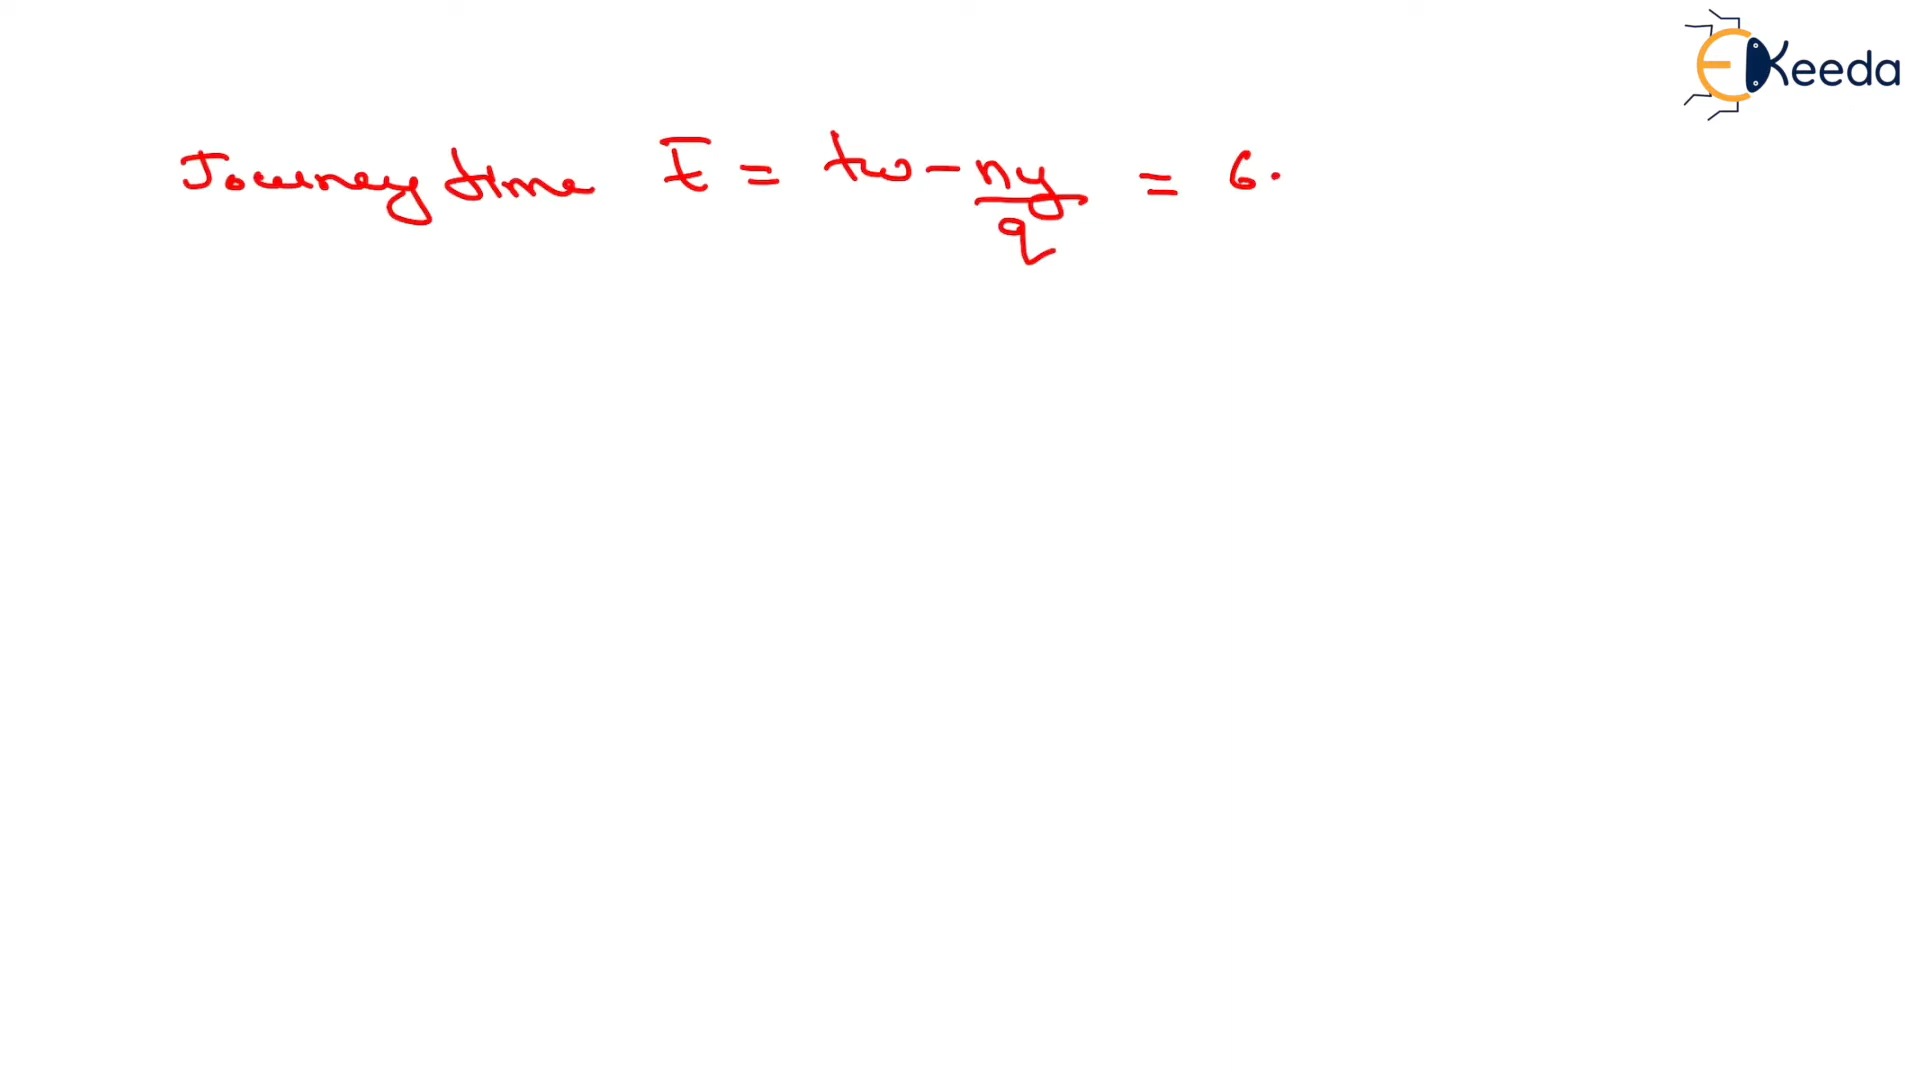 EKeeda
Journey time t̄ = tw - ny/q = 6.